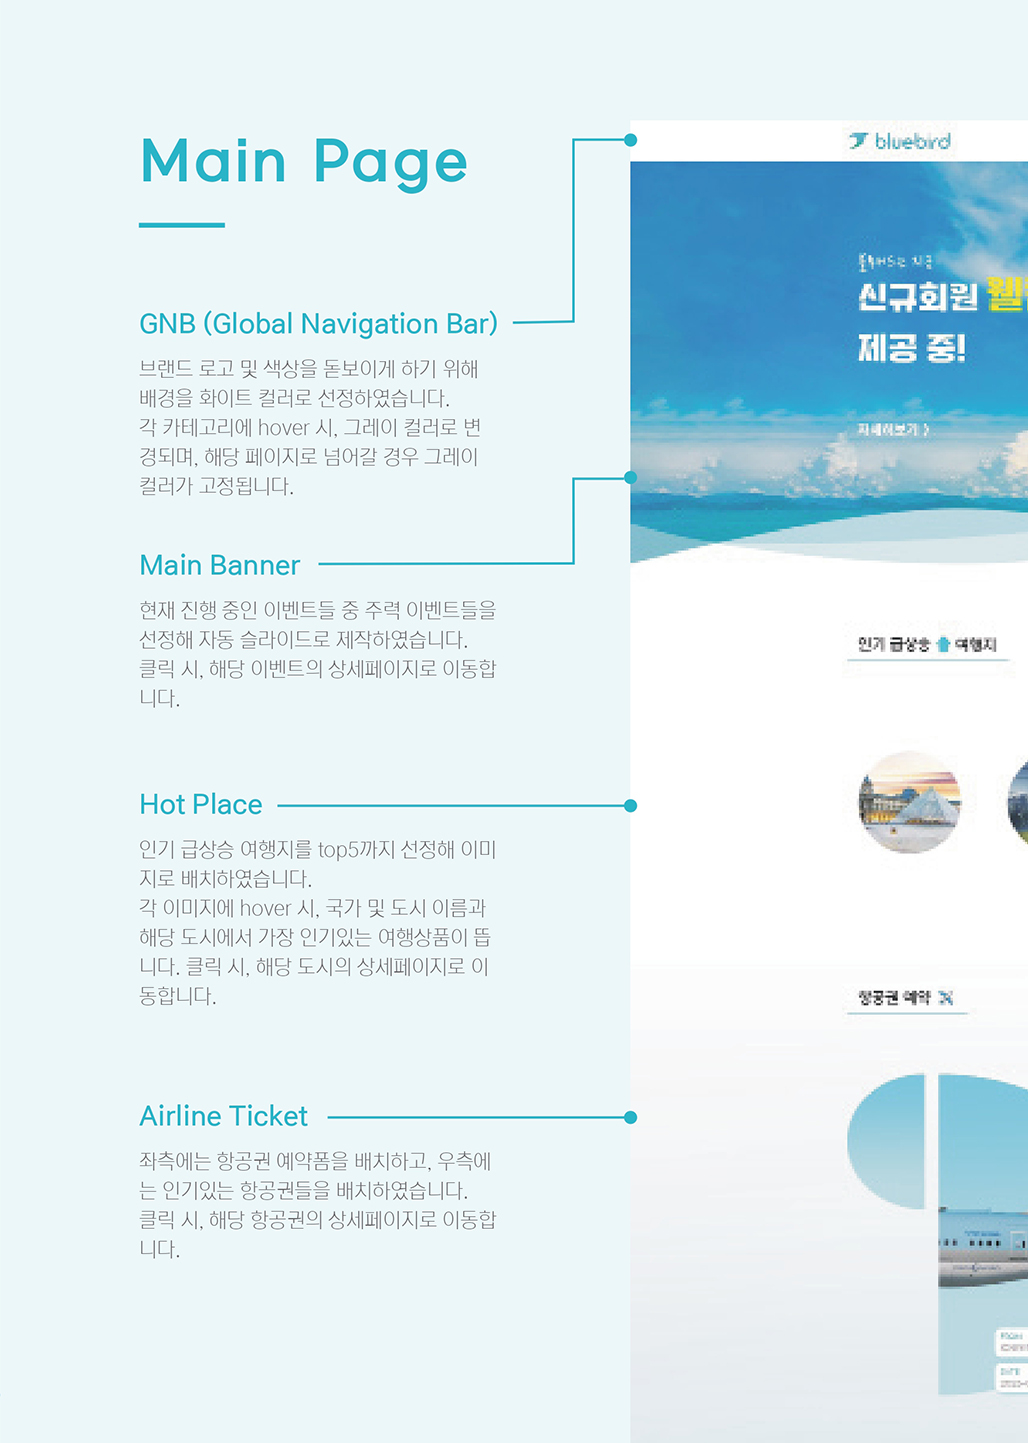 Main Page
GNB (Global Navigation Bar)
브랜드 로고 및 색상을 돋보이게 하기 위해
배경을 화이트 컬러로 선정하였습니다.
각 카테고리에 hover 시, 그레이 컬러로 변
경되며, 해당 페이지로 넘어갈 경우 그레이
컬러가 고정됩니다.
Main Banner
현재 진행 중인 이벤트들 중 주력 이벤트들을
선정해 자동 슬라이드로 제작하였습니다.
클릭 시, 해당 이벤트의 상세페이지로 이동합
니다.
Hot Place
인기 급상승 여행지를 top5까지 선정해 이미
지로 배치하였습니다.
각 이미지에 hover 시, 국가 및 도시 이름과
해당 도시에서 가장 인기있는 여행상품이 뜹
니다. 클릭 시, 해당 도시의 상세페이지로 이
동합니다.
Airline Ticket
좌측에는 항공권 예약폼을 배치하고, 우측에
는 인기있는 항공권들을 배치하였습니다.
클릭 시, 해당 항공권의 상세페이지로 이동합
니다.
bluebird
신규회원 웰
제공 중!
자세히보기 >
인기 급상승 여행지
항공권 예약